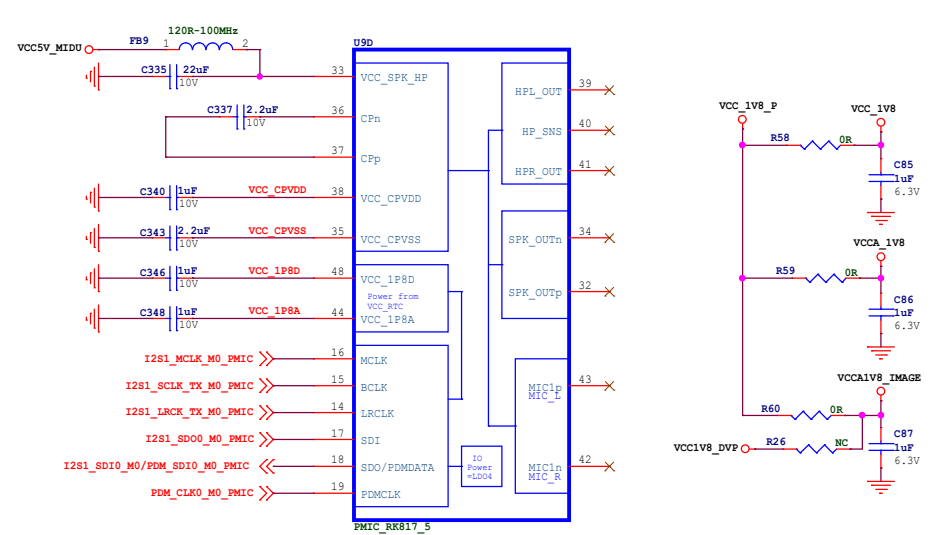 120R-100MHz
VCC5V_MIDU FB9 1 2 U9D
C335 22uF 33 VCC_SPK_HP
10V
C337 2.2uF 36 CPn
10V
37 CPp
C340 1uF VCC_CPVDD 38 VCC_CPVDD
10V
C343 2.2uF VCC_CPVSS 35 VCC_CPVSS
10V
C346 1uF VCC_1P8D 48 VCC_1P8D
10V
Power from
VCC_RTC
C348 1uF VCC_1P8A 44 VCC_1P8A
10V
I2S1_MCLK_M0_PMIC 16 MCLK
I2S1_SCLK_TX_M0_PMIC 15 BCLK
I2S1_LRCK_TX_M0_PMIC 14 LRCLK
I2S1_SDO0_M0_PMIC 17 SDI
I2S1_SDI0_M0/PDM_SDI0_M0_PMIC 18 SDO/PDMDATA
PDM_CLK0_M0_PMIC 19 PDMCLK
IO
Power
=LDO4
HPL_OUT 39
HP_SNS 40
HPR_OUT 41
SPK_OUTn 34
SPK_OUTp 32
MIC1p 43
MIC_L
MIC1n 42
MIC_R
PMIC_RK817_5
VCC_1V8_P VCC_1V8
R58 0R
C85
1uF
6.3V
VCCA_1V8
R59 0R
C86
1uF
6.3V
VCCA1V8_IMAGE
R60 0R
VCC1V8_DVP R26 NC
C87
1uF
6.3V